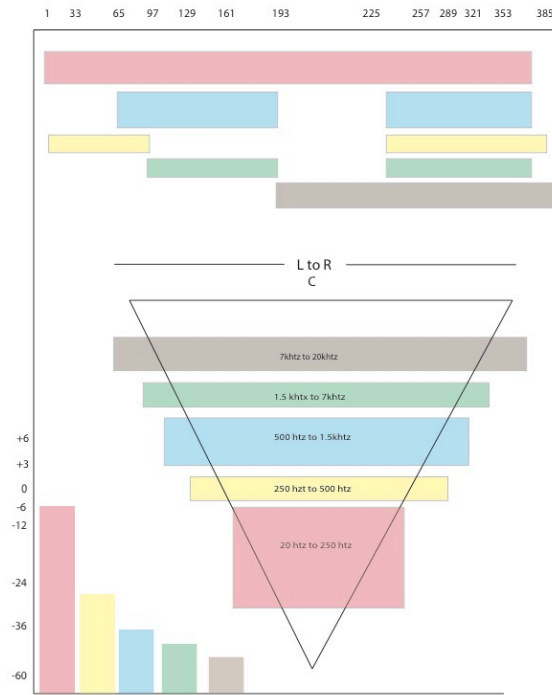 1 33 65 97 129 161 193 225 257 289 321 353 385
L to R
C
7khtz to 20khtz
1.5 khtx to 7khtz
500 htz to 1.5khtz
250 hzt to 500 htz
20 htz to 250 htz
+6
+3
0
-6
-12
-24
-36
-60